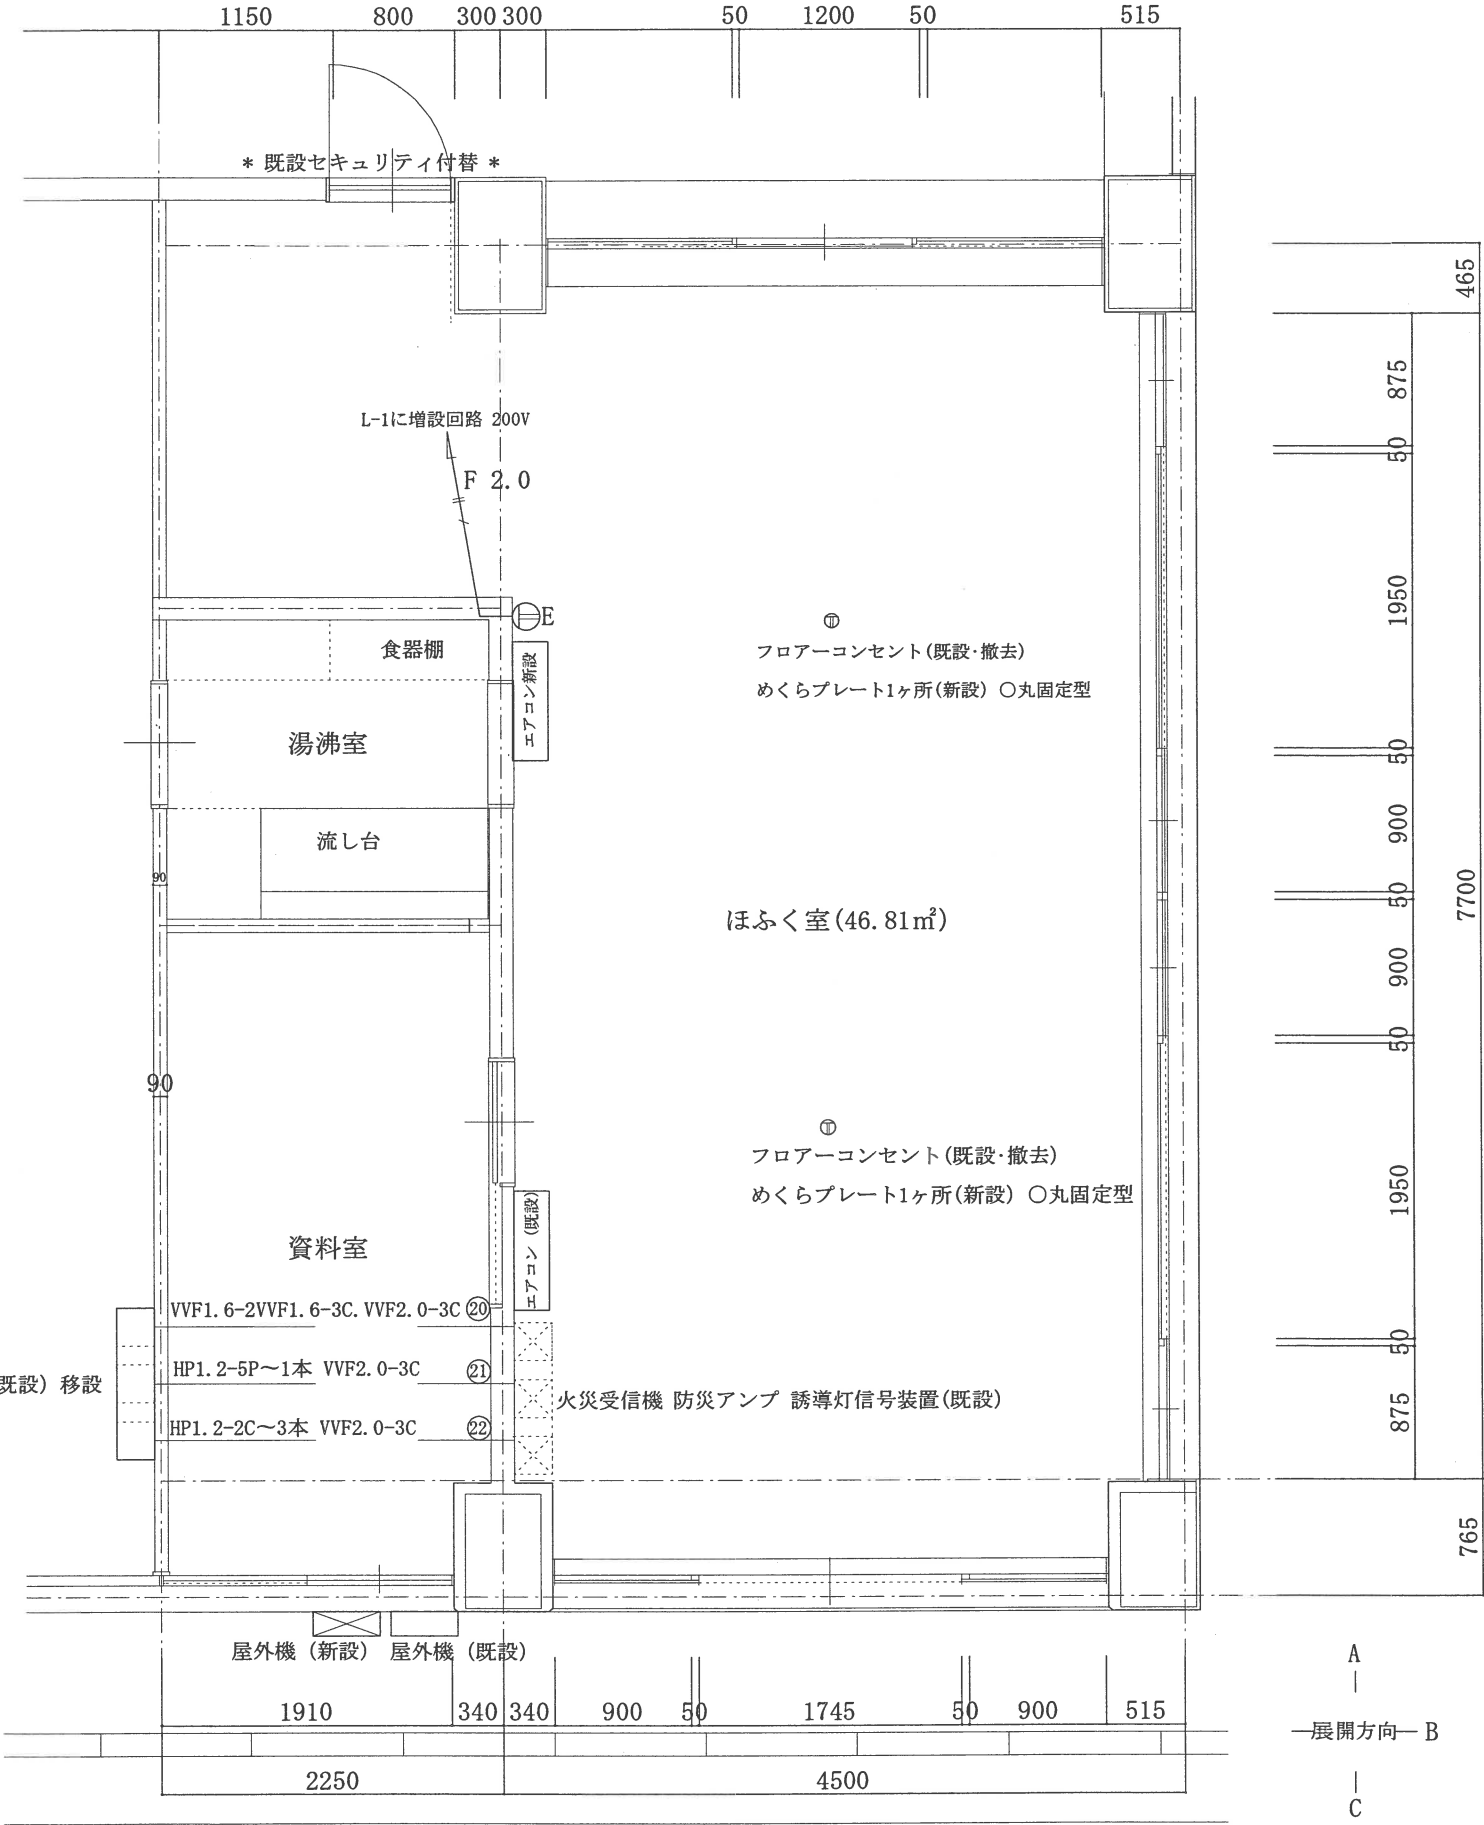 1150 800 300 300 50 1200 50 515
* 既設セキュリティ付替 *
465
875
L-1に増設回路 200V
50
F 2.0
E
1950
食器棚
エアコン新設
フロアーコンセント(既設･撤去)
めくらプレート1ヶ所(新設) 〇丸固定型
湯沸室
50
流し台
900
90
50
7700
ほふく室(46.81㎡)
900
50
90
フロアーコンセント(既設･撤去)
めくらプレート1ヶ所(新設) 〇丸固定型
1950
エアコン (既設)
資料室
VVF1.6-2VVF1.6-3C. VVF2.0-3C ⑳
50
HP1.2-5P〜1本 VVF2.0-3C ㉑
既設) 移設
火災受信機 防災アンプ 誘導灯信号装置(既設)
875
HP1.2-2C〜3本 VVF2.0-3C ㉒
765
屋外機 (新設) 屋外機 (既設)
A
1910 340 340 900 50 1745 50 900 515
展開方向 B
2250 4500
C